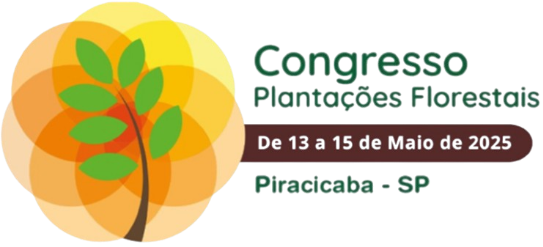 Congresso
Plantações Florestais
De 13 a 15 de Maio de 2025
Piracicaba - SP